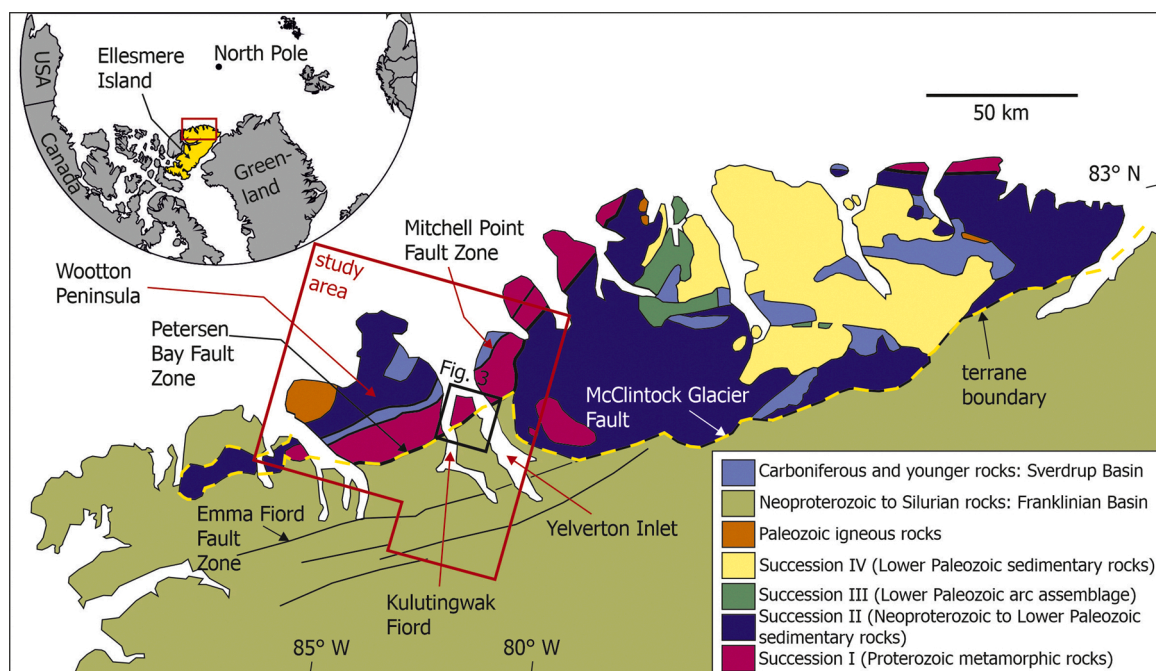 USA
Canada
Ellesmere
Island
North Pole
Green-
land
50 km
83° N
Mitchell Point
Fault Zone
study
area
Wootton
Peninsula
Petersen
Bay Fault
Zone
Fig. 3
McClintock Glacier
Fault
terrane
boundary
Emma Fiord
Fault
Zone
Yelverton Inlet
Kulutingwak
Fiord
85° W
80° W
Carboniferous and younger rocks: Sverdrup Basin
Neoproterozoic to Silurian rocks: Franklinian Basin
Paleozoic igneous rocks
Succession IV (Lower Paleozoic sedimentary rocks)
Succession III (Lower Paleozoic arc assemblage)
Succession II (Neoproterozoic to Lower Paleozoic
sedimentary rocks)
Succession I (Proterozoic metamorphic rocks)